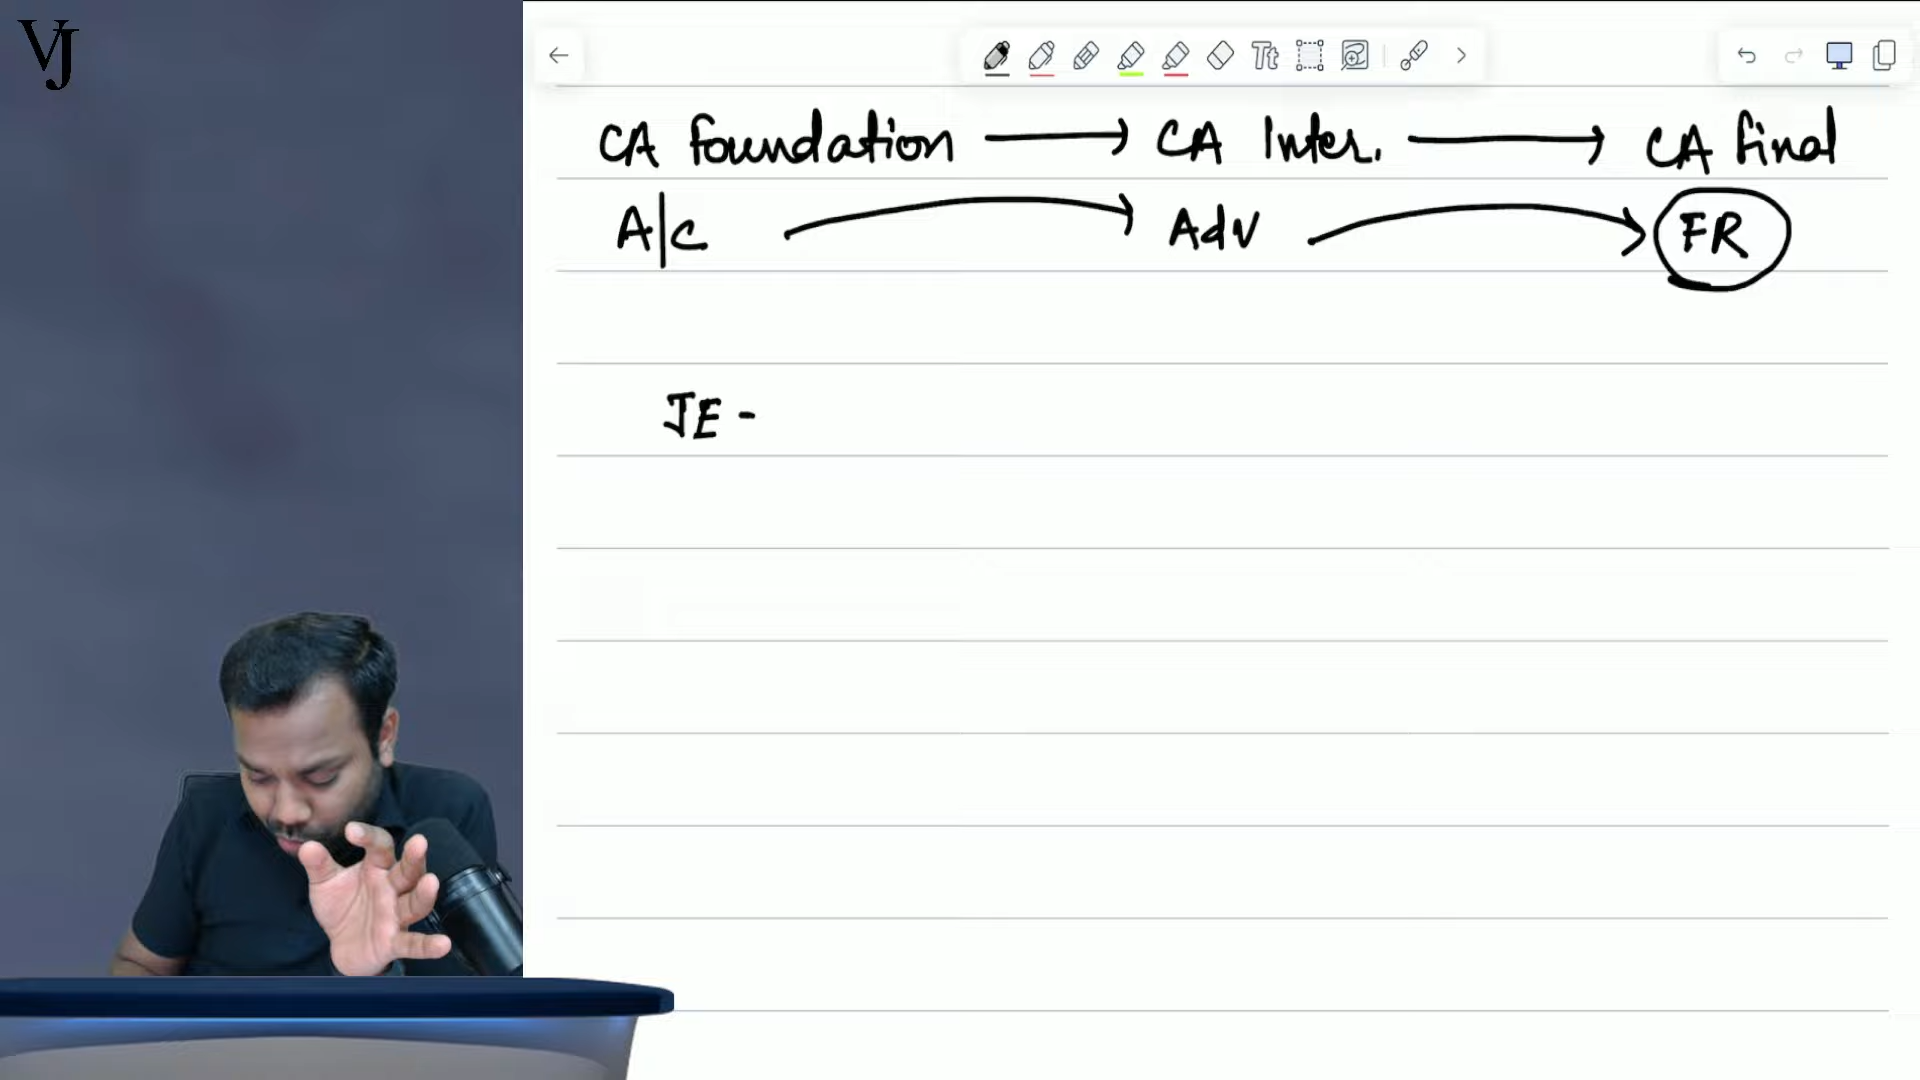 VJ
CA Foundation → CA Inter. → CA Final
A/c → Adv → FR
JE -